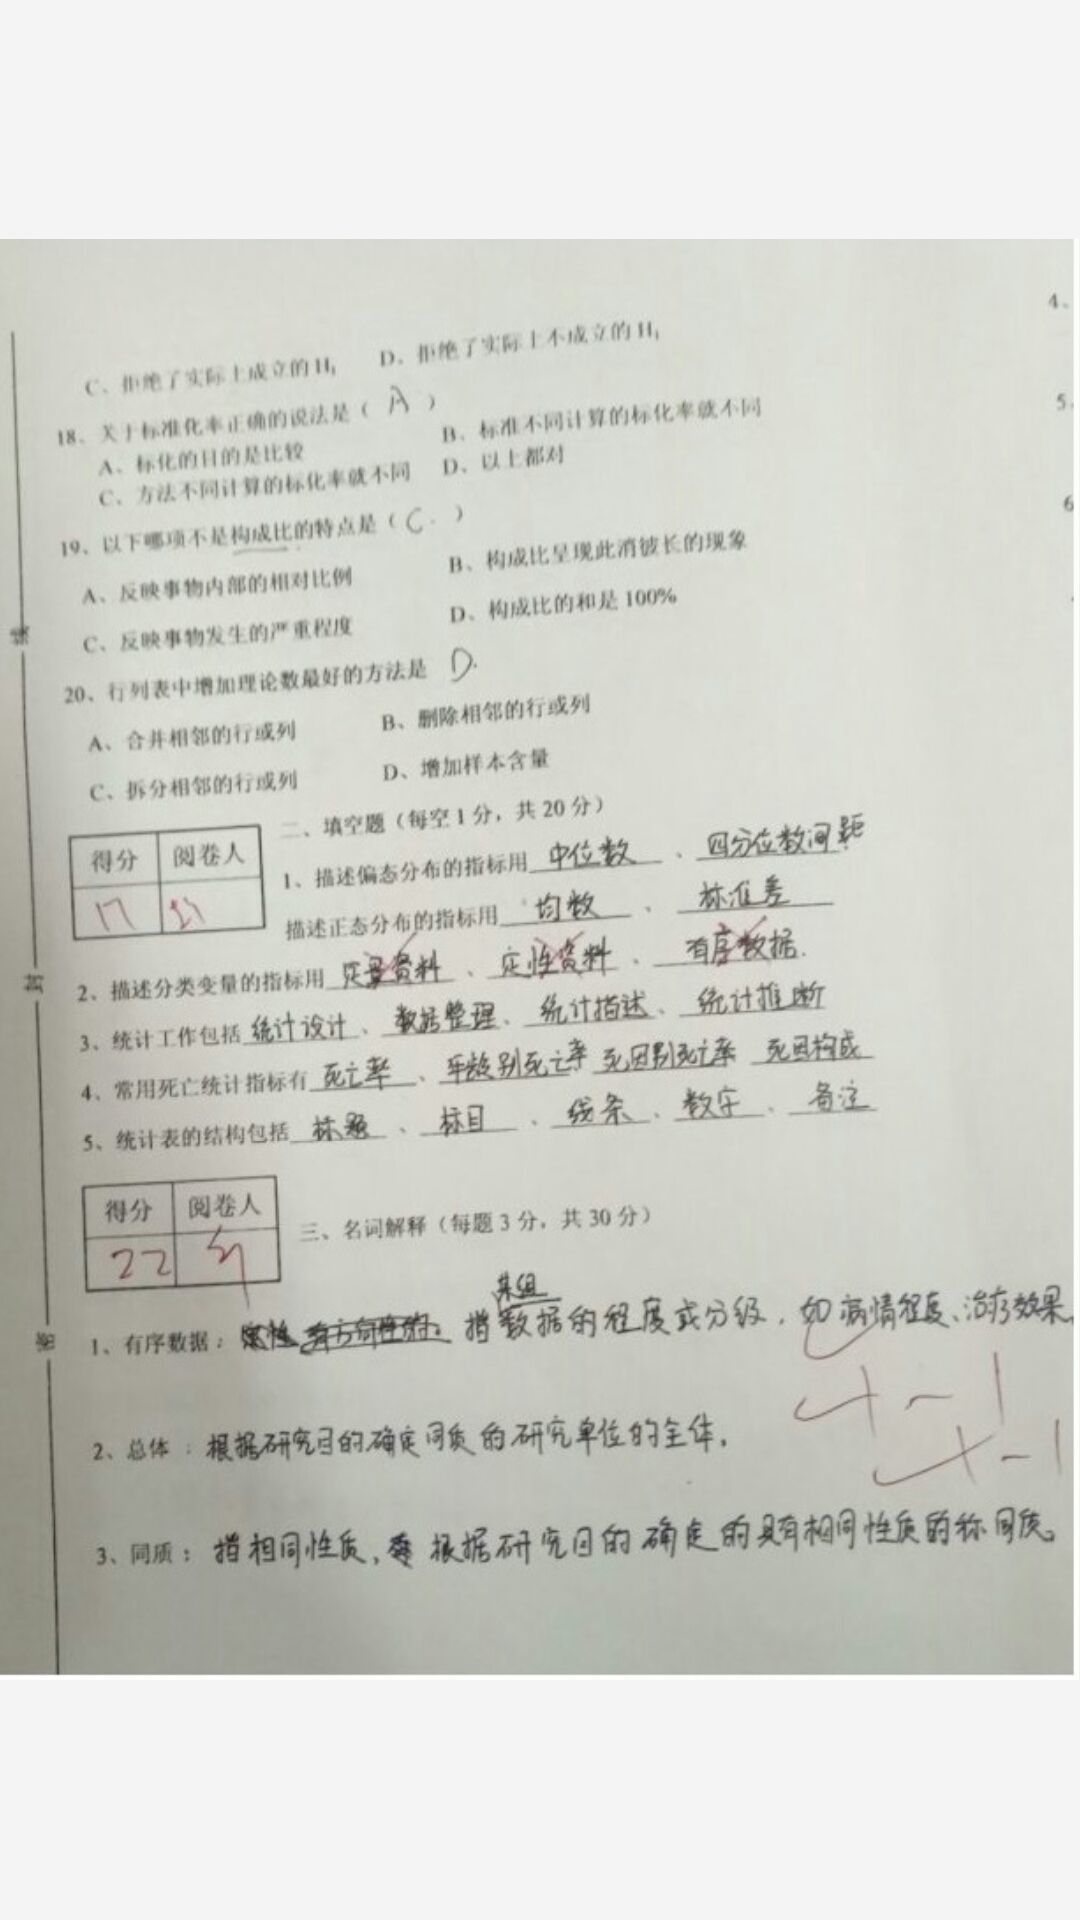 4、
C、拒绝了实际上成立的 H₁ D、拒绝了实际上不成立的 H₁
18、关于标准化率正确的说法是（ A ）
A、标化的目的是比较 B、标准不同计算的标化率就不同
C、方法不同计算的标化率就不同 D、以上都对
5、
19、以下哪项不是构成比的特点是（ C. ）
A、反映事物内部的相对比例 B、构成比呈现此消彼长的现象
C、反映事物发生的严重程度 D、构成比的和是 100%
6
20、行列表中增加理论数最好的方法是 D.
A、合并相邻的行或列 B、删除相邻的行或列
C、拆分相邻的行或列 D、增加样本含量
得分 阅卷人
17
二、填空题（每空 1 分，共 20 分）
1、描述偏态分布的指标用 中位数 、 四分位数间距
描述正态分布的指标用 均数 、 标准差
2、描述分类变量的指标用 定量资料 、 定性资料 、 有序数据.
3、统计工作包括 统计设计 、 数据整理 、 统计描述 、 统计推断
4、常用死亡统计指标有 死亡率 、 年龄别死亡率 死因别死亡率 死因构成
5、统计表的结构包括 标题 、 标目 、 线条 、 数字 、 备注
得分 阅卷人
22
三、名词解释（每题 3 分，共 30 分）
1、有序数据： 指某组数据的程度或分级，如病情程度、治疗效果
-1
2、总体：根据研究目的确定同质的研究单位的全体。
-1
3、同质：指相同性质，根据研究目的确定的具有相同性质的称同质。
密